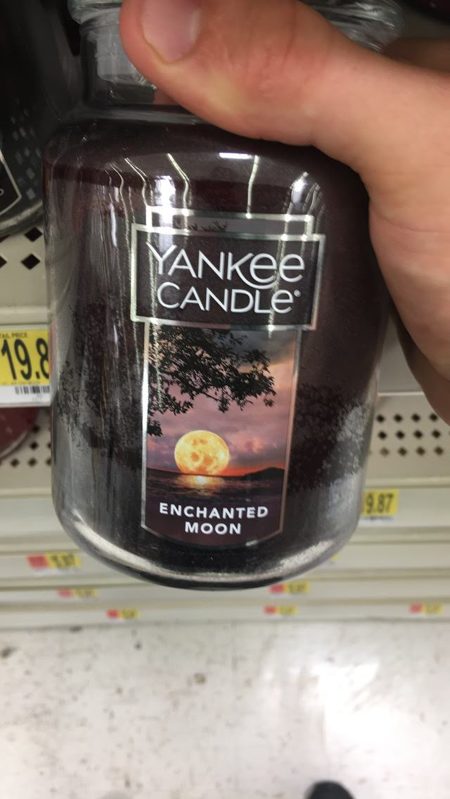 YANKEE
CANDLE®
ENCHANTED
MOON
19.8
9.87